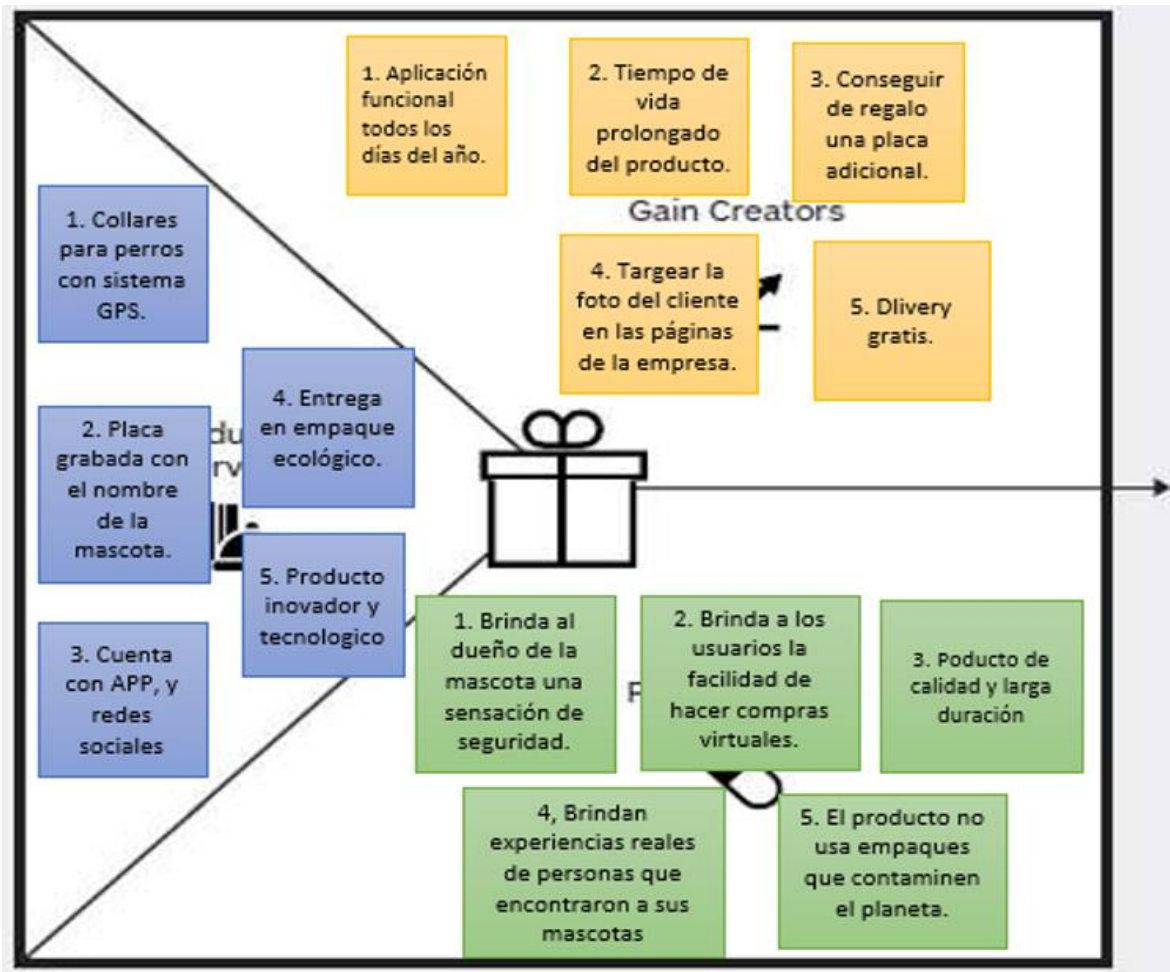 1. Aplicación
funcional
todos los
días del año.
2. Tiempo de
vida
prolongado
del producto.
3. Conseguir
de regalo
una placa
adicional.
Gain Creators
4. Targear la
foto del cliente
en las páginas
de la empresa.
5. Dlivery
gratis.
1. Collares
para perros
con sistema
GPS.
2. Placa
grabada con
el nombre
de la
mascota.
3. Cuenta
con APP, y
redes
sociales
4. Entrega
en empaque
ecológico.
5. Producto
inovador y
tecnologico
1. Brinda al
dueño de la
mascota una
sensación de
seguridad.
2. Brinda a los
usuarios la
facilidad de
hacer compras
virtuales.
3. Poducto de
calidad y larga
duración
4, Brindan
experiencias reales
de personas que
encontraron a sus
mascotas
5. El producto no
usa empaques
que contaminen
el planeta.